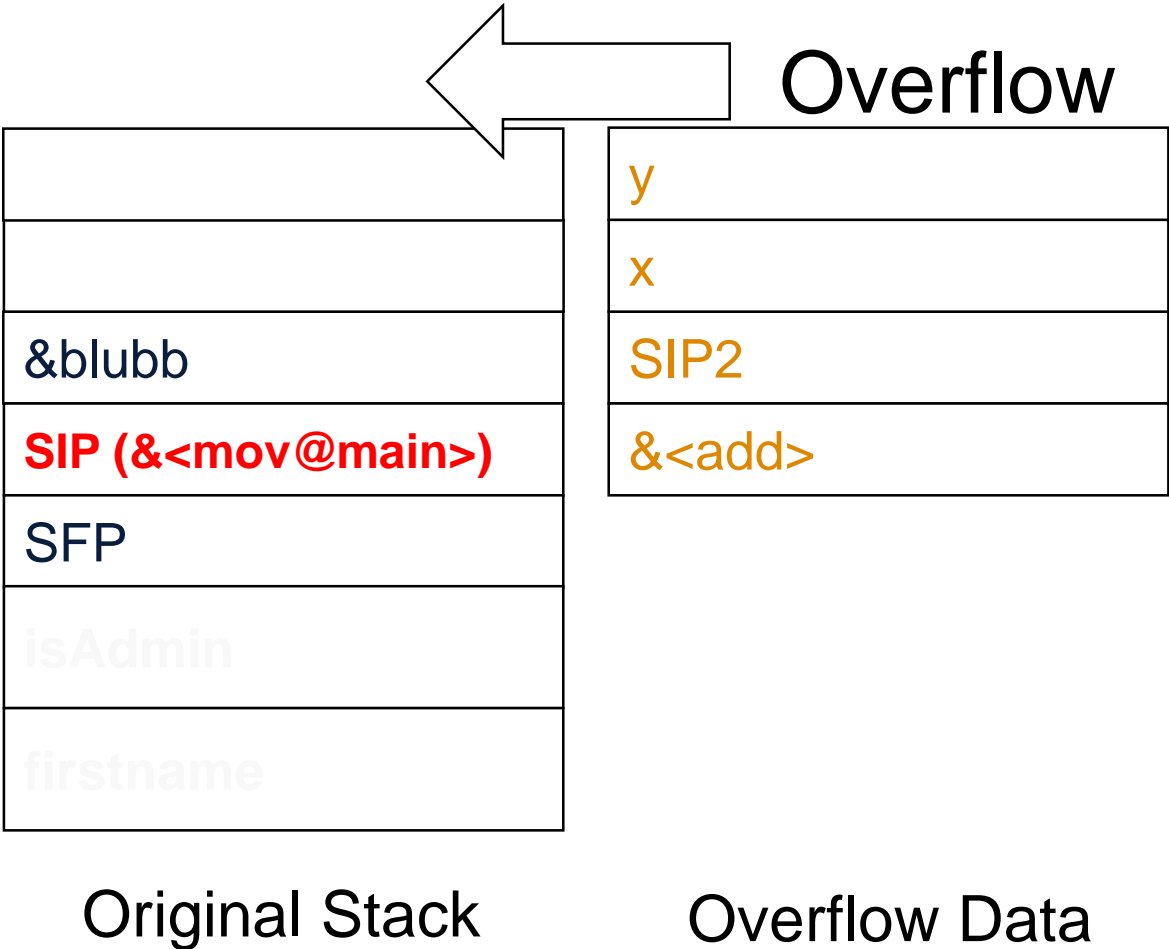 Overflow
y
x
&blubb
SIP2
SIP (&<mov@main>)
&<add>
SFP
isAdmin
firstname
Original Stack
Overflow Data